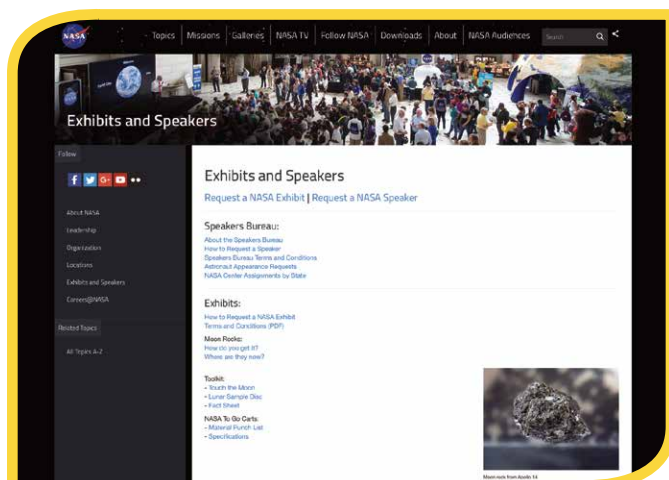 NASA
Topics Missions Galleries NASA TV Follow NASA Downloads About NASA Audiences Search
Exhibits and Speakers
Follow
About NASA
Leadership
Organization
Locations
Exhibits and Speakers
Careers@NASA
Related Topics
All Topics A-Z
Exhibits and Speakers
Request a NASA Exhibit | Request a NASA Speaker
Speakers Bureau:
About the Speakers Bureau
How to Request a Speaker
Speakers Bureau Terms and Conditions
Astronaut Appearance Requests
NASA Center Assignments by State
Exhibits:
How to Request a NASA Exhibit
Terms and Conditions (PDF)
Moon Rocks:
How do you get it?
Where are they now?
Toolkit:
- Touch the Moon
- Lunar Sample Disc
- Fact Sheet
NASA To Go Carts:
- Material Punch List
- Specifications
Moon rock from Apollo 14